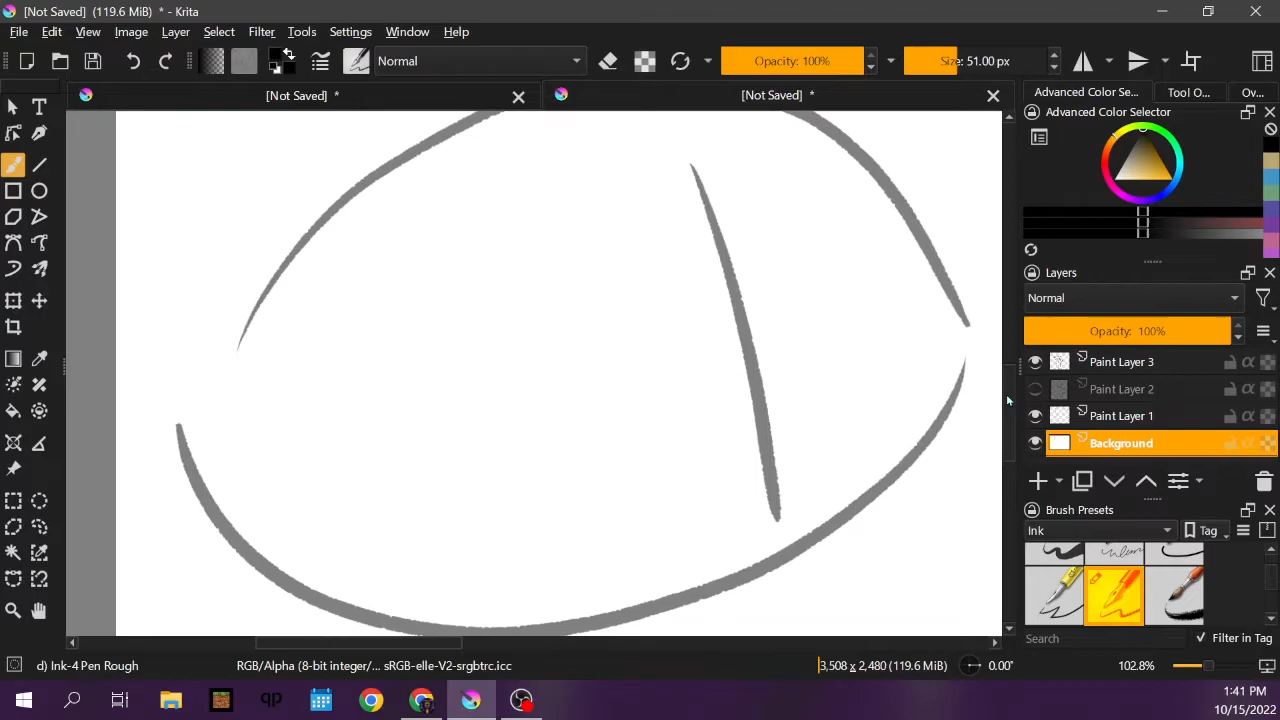 [Not Saved] (119.6 MiB) * - Krita
File Edit View Image Layer Select Filter Tools Settings Window Help
Normal Opacity: 100% Size: 51.00 px
[Not Saved] * [Not Saved] * Advanced Color Se... Tool O... Ov...
Advanced Color Selector
Layers
Normal
Opacity: 100%
Paint Layer 3
Paint Layer 2
Paint Layer 1
Background
Brush Presets
Ink Tag
Search Filter in Tag
d) Ink-4 Pen Rough RGB/Alpha (8-bit integer/... sRGB-elle-V2-srgbtrc.icc 3,508 x 2,480 (119.6 MiB) 0.00° 102.8%
qp 1:41 PM
10/15/2022